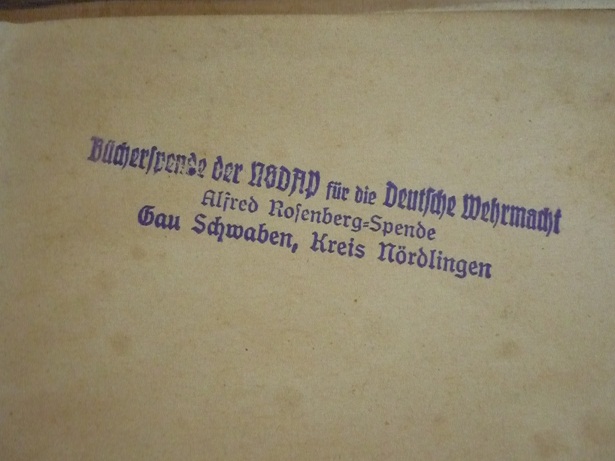 Bücherspende der NSDAP für die Deutsche Wehrmacht
Alfred Rosenberg-Spende
Gau Schwaben, Kreis Nördlingen